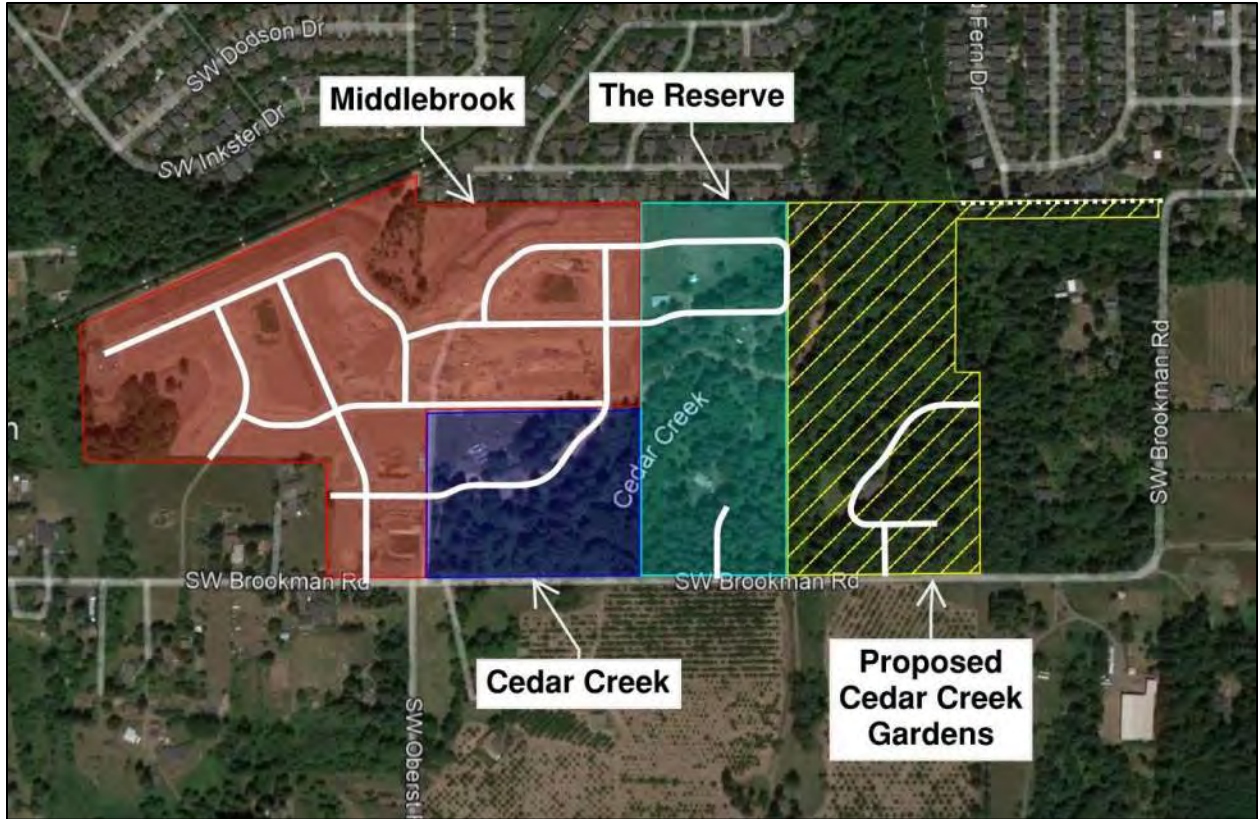 SW Dodson Dr
SW Inkster Dr
Middlebrook
The Reserve
Fern Dr
Cedar Creek
SW Brookman Rd
SW Brookman Rd
SW Brookman Rd
Cedar Creek
Proposed
Cedar Creek
Gardens
SW Oberst